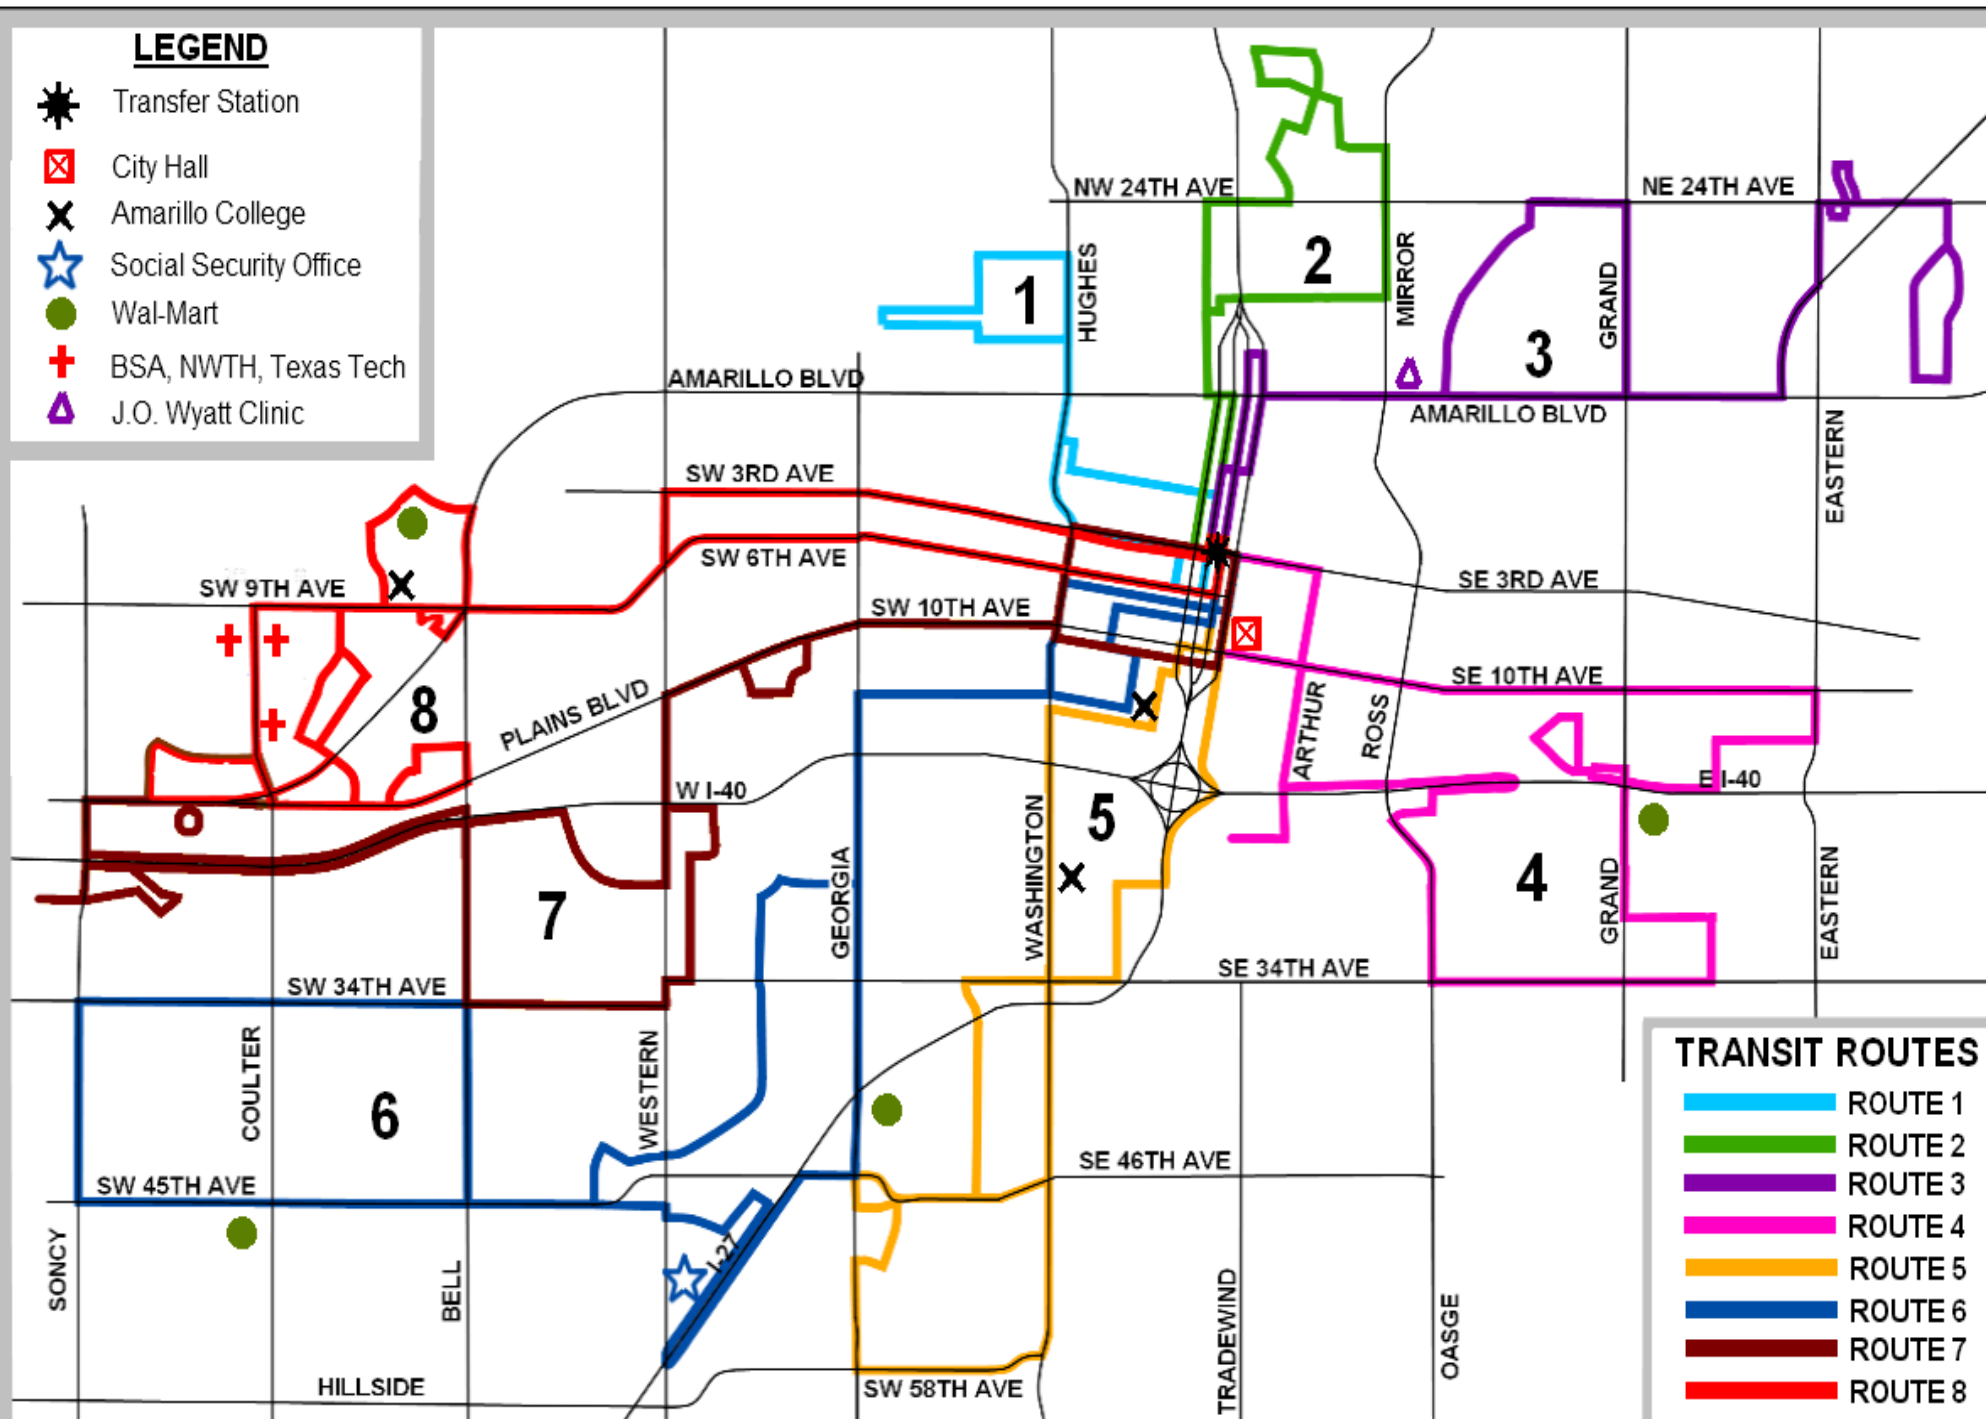 LEGEND
Transfer Station
City Hall
Amarillo College
Social Security Office
Wal-Mart
BSA, NWTH, Texas Tech
J.O. Wyatt Clinic
NW 24TH AVE
NE 24TH AVE
1
2
3
HUGHES
MIRROR
GRAND
AMARILLO BLVD
AMARILLO BLVD
EASTERN
SW 3RD AVE
SW 6TH AVE
SW 9TH AVE
SW 10TH AVE
SE 3RD AVE
SE 10TH AVE
8
PLAINS BLVD
ARTHUR
ROSS
W I-40
E I-40
5
7
4
GEORGIA
WASHINGTON
GRAND
EASTERN
SW 34TH AVE
SE 34TH AVE
COULTER
6
WESTERN
SE 46TH AVE
SW 45TH AVE
SONCY
BELL
I-27
TRADEWIND
OASGE
HILLSIDE
SW 58TH AVE
TRANSIT ROUTES
ROUTE 1
ROUTE 2
ROUTE 3
ROUTE 4
ROUTE 5
ROUTE 6
ROUTE 7
ROUTE 8